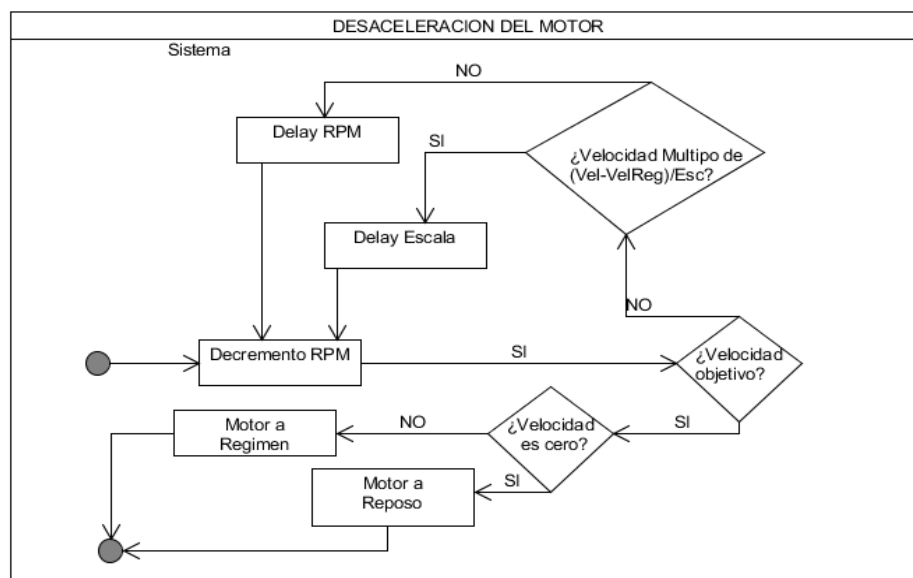 DESACELERACION DEL MOTOR
Sistema
NO
Delay RPM
SI
¿Velocidad Multipo de
(Vel-VelReg)/Esc?
Delay Escala
NO
Decremento RPM
SI
¿Velocidad
objetivo?
Motor a
Regimen
NO
¿Velocidad
es cero?
SI
SI
Motor a
Reposo